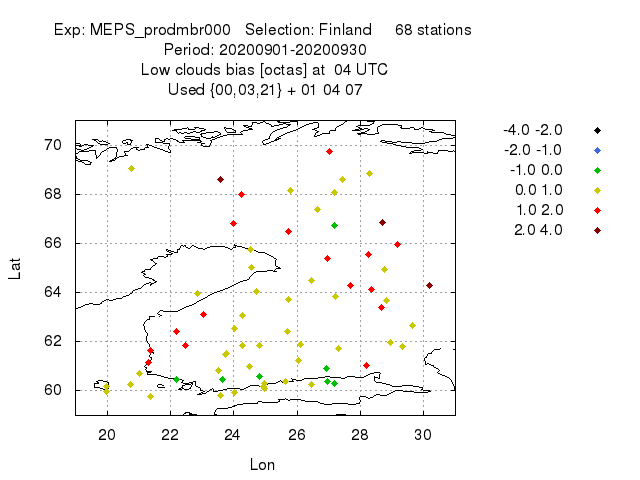 Exp: MEPS_prodmbr000 Selection: Finland 68 stations
Period: 20200901-20200930
Low clouds bias [octas] at 04 UTC
Used {00,03,21} + 01 04 07
-4.0 -2.0
-2.0 -1.0
-1.0 0.0
0.0 1.0
1.0 2.0
2.0 4.0
70
68
66
64
62
60
Lat
20 22 24 26 28 30
Lon